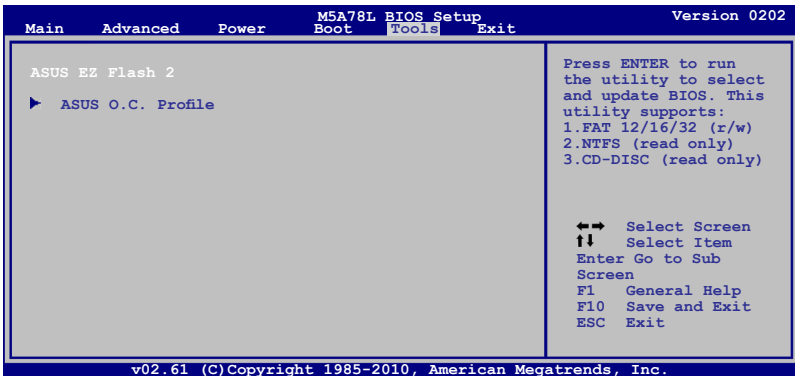 M5A78L BIOS Setup
Version 0202
Main Advanced Power Boot Tools Exit
ASUS EZ Flash 2
ASUS O.C. Profile
Press ENTER to run
the utility to select
and update BIOS. This
utility supports:
1.FAT 12/16/32 (r/w)
2.NTFS (read only)
3.CD-DISC (read only)
Select Screen
Select Item
Enter Go to Sub
Screen
F1 General Help
F10 Save and Exit
ESC Exit
v02.61 (C)Copyright 1985-2010, American Megatrends, Inc.